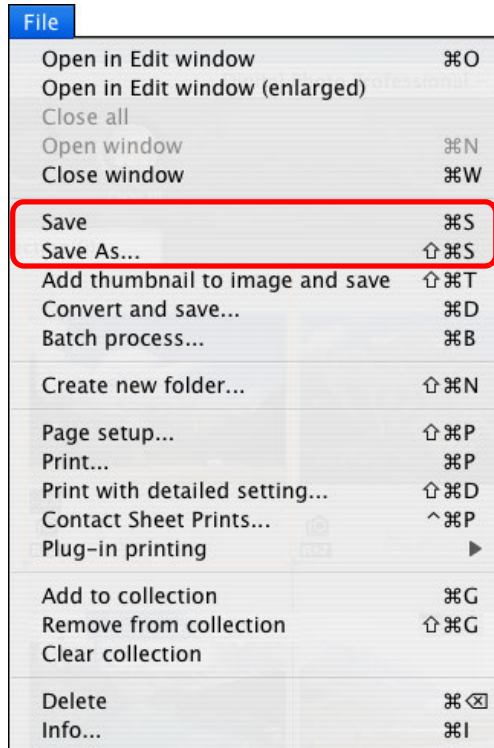 File
Open in Edit window ⌘O
Open in Edit window (enlarged)
Close all
Open window ⌘N
Close window ⌘W
Save ⌘S
Save As... ⇧⌘S
Add thumbnail to image and save ⇧⌘T
Convert and save... ⌘D
Batch process... ⌘B
Create new folder... ⇧⌘N
Page setup... ⇧⌘P
Print... ⌘P
Print with detailed setting... ⇧⌘D
Contact Sheet Prints... ^⌘P
Plug-in printing ▶
Add to collection ⌘G
Remove from collection ⇧⌘G
Clear collection
Delete ⌘⌫
Info... ⌘I